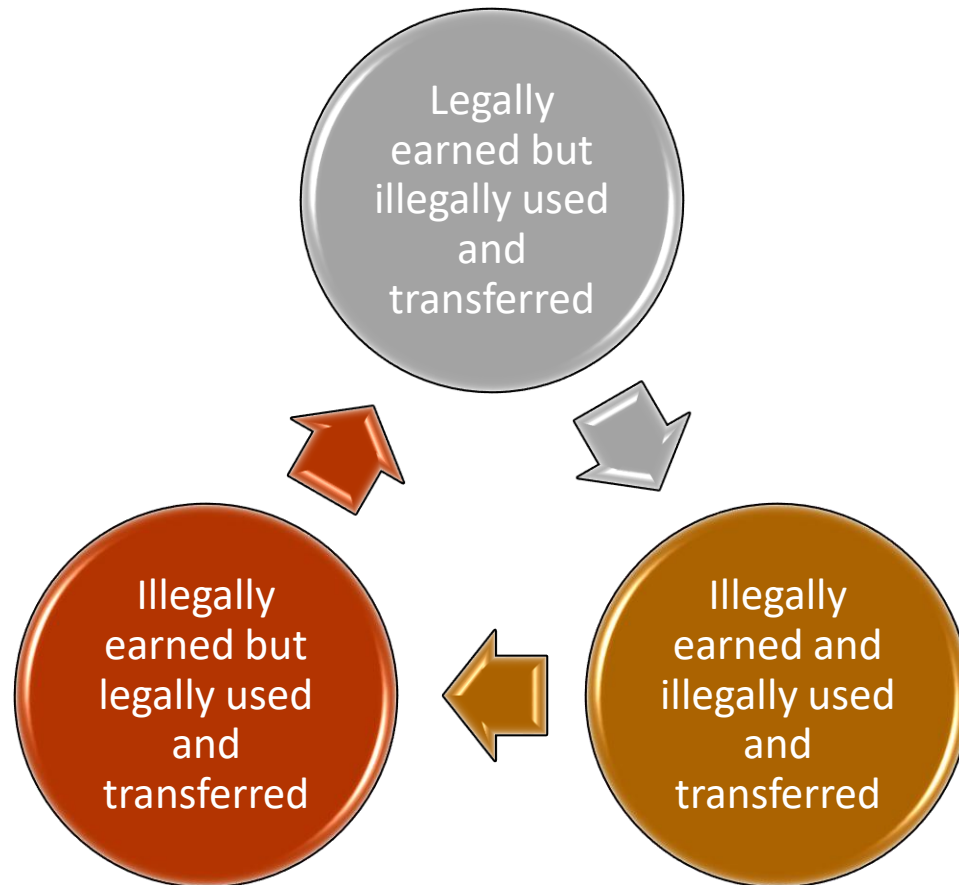 Legally
earned but
illegally used
and
transferred
Illegally
earned but
legally used
and
transferred
Illegally
earned and
illegally used
and
transferred